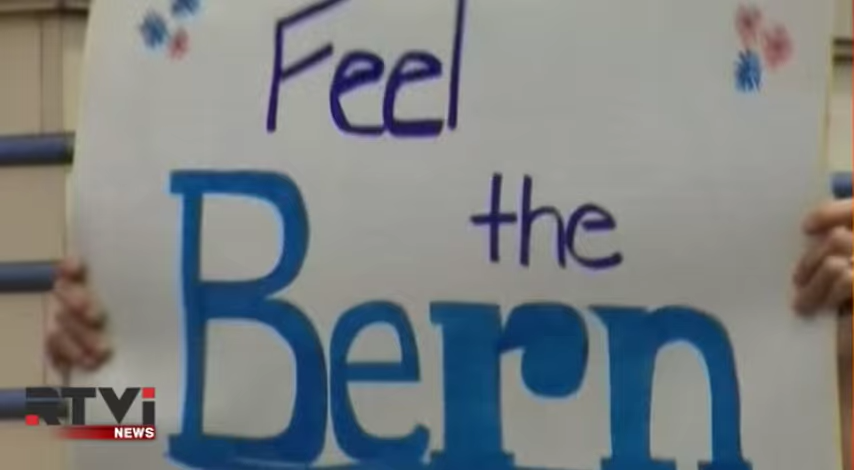 Feel
the
Bern
RTVi
NEWS